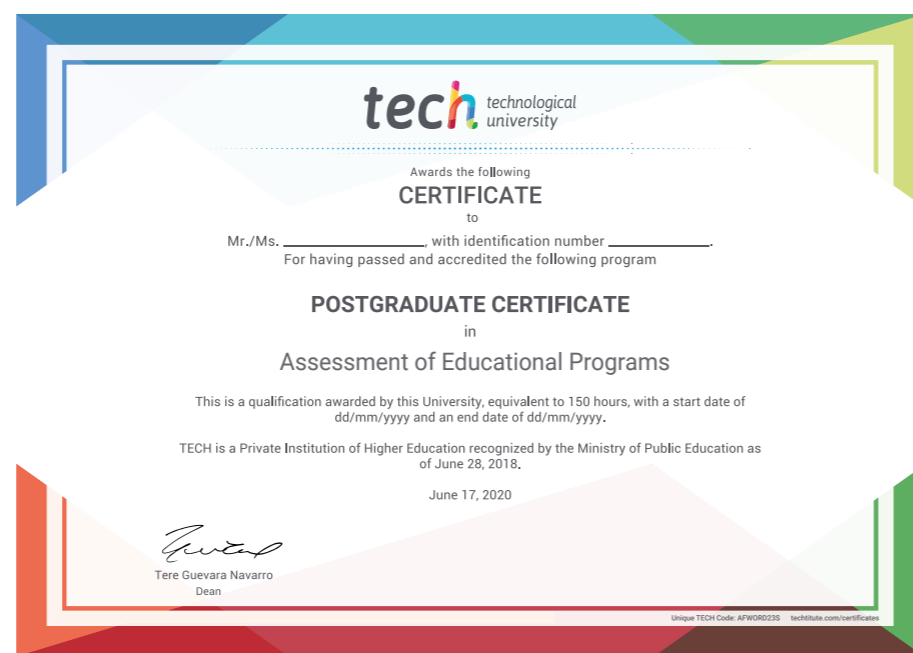 tech technological
university
Awards the following
CERTIFICATE
to
Mr./Ms. ____________________, with identification number ______________.
For having passed and accredited the following program
POSTGRADUATE CERTIFICATE
in
Assessment of Educational Programs
This is a qualification awarded by this University, equivalent to 150 hours, with a start date of
dd/mm/yyyy and an end date of dd/mm/yyyy.
TECH is a Private Institution of Higher Education recognized by the Ministry of Public Education as
of June 28, 2018.
June 17, 2020
Tere Guevara Navarro
Dean
Unique TECH Code: AFWORD23S techtitute.com/certificates